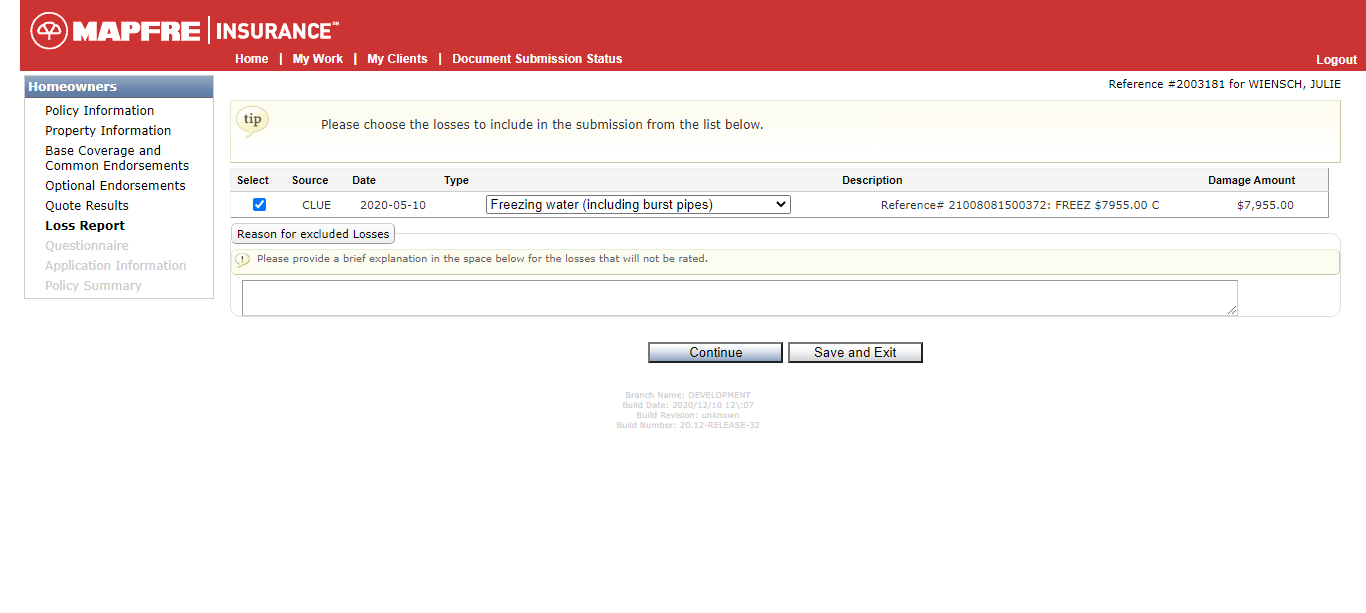 MAPFRE | INSURANCE℠
Home | My Work | My Clients | Document Submission Status
Logout
Reference #2003181 for WIENSCH, JULIE
Homeowners
Policy Information
Property Information
Base Coverage and
Common Endorsements
Optional Endorsements
Quote Results
Loss Report
Questionnaire
Application Information
Policy Summary
tip
Please choose the losses to include in the submission from the list below.
Select Source Date Type Description Damage Amount
CLUE 2020-05-10 Freezing water (including burst pipes) Reference# 21008081500372: FREEZ $7955.00 C $7,955.00
Reason for excluded Losses
! Please provide a brief explanation in the space below for the losses that will not be rated.
Continue Save and Exit
Branch Name: DEVELOPMENT
Build Date: 2020/12/10 12\:07
Build Revision: unknown
Build Number: 20.12-RELEASE-32